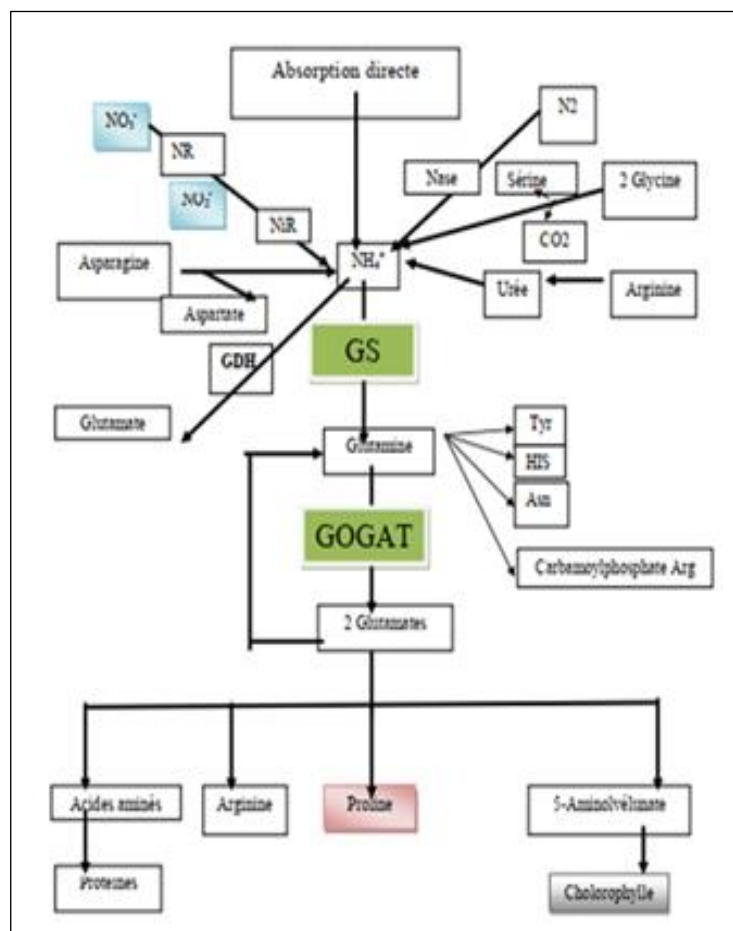 Absorption directe
N2
NO₃⁻
NR
Nase
Sérine
2 Glycine
NO₂⁻
NiR
CO2
Asparagine
NH₄⁺
Urée
Arginine
Aspartate
GDH
GS
Glutamate
Glutamine
Tyr
HIS
Asn
GOGAT
Carbamoylphosphate Arg
2 Glutamates
Acides aminés
Arginine
Proline
5-Aminolvélunate
Protéines
Cholorophylle